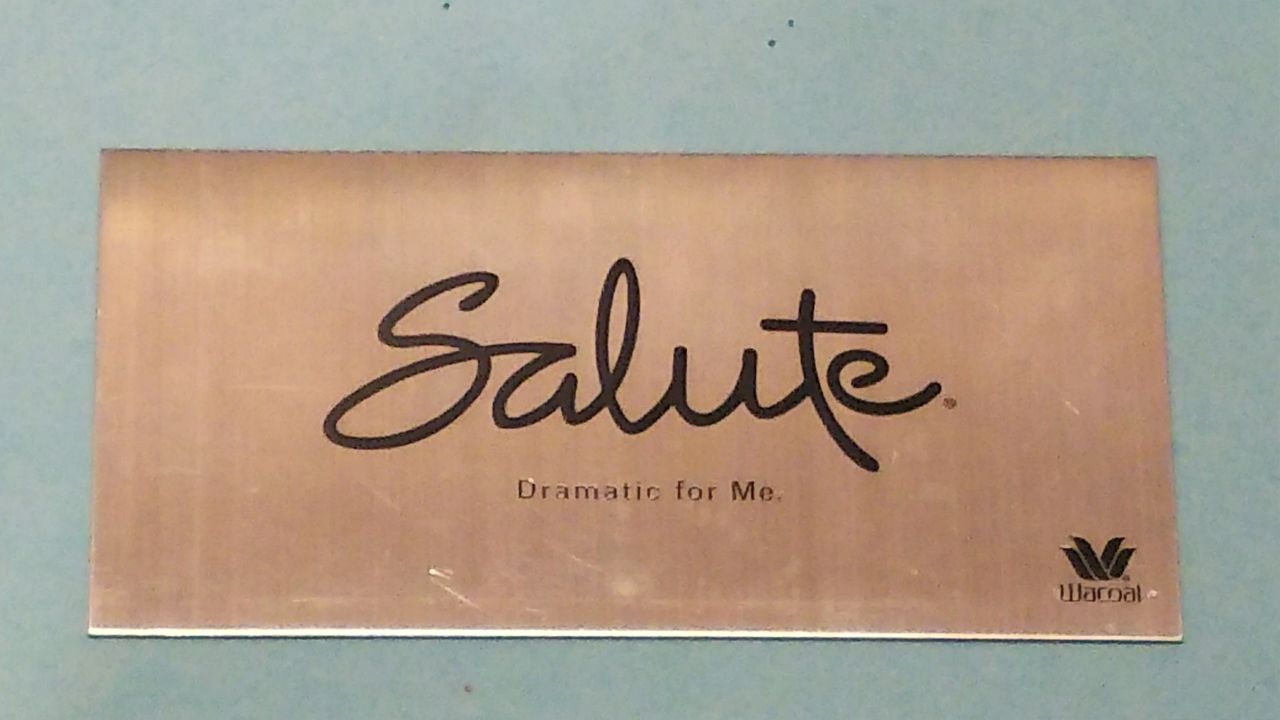 Salute®
Dramatic for Me.
Wacoal